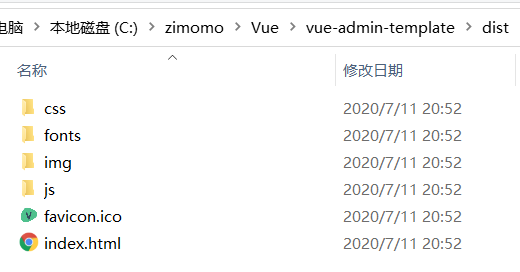 电脑 › 本地磁盘 (C:) › zimomo › Vue › vue-admin-template › dist
名称 修改日期
css 2020/7/11 20:52
fonts 2020/7/11 20:52
img 2020/7/11 20:52
js 2020/7/11 20:52
favicon.ico 2020/7/11 20:52
index.html 2020/7/11 20:52